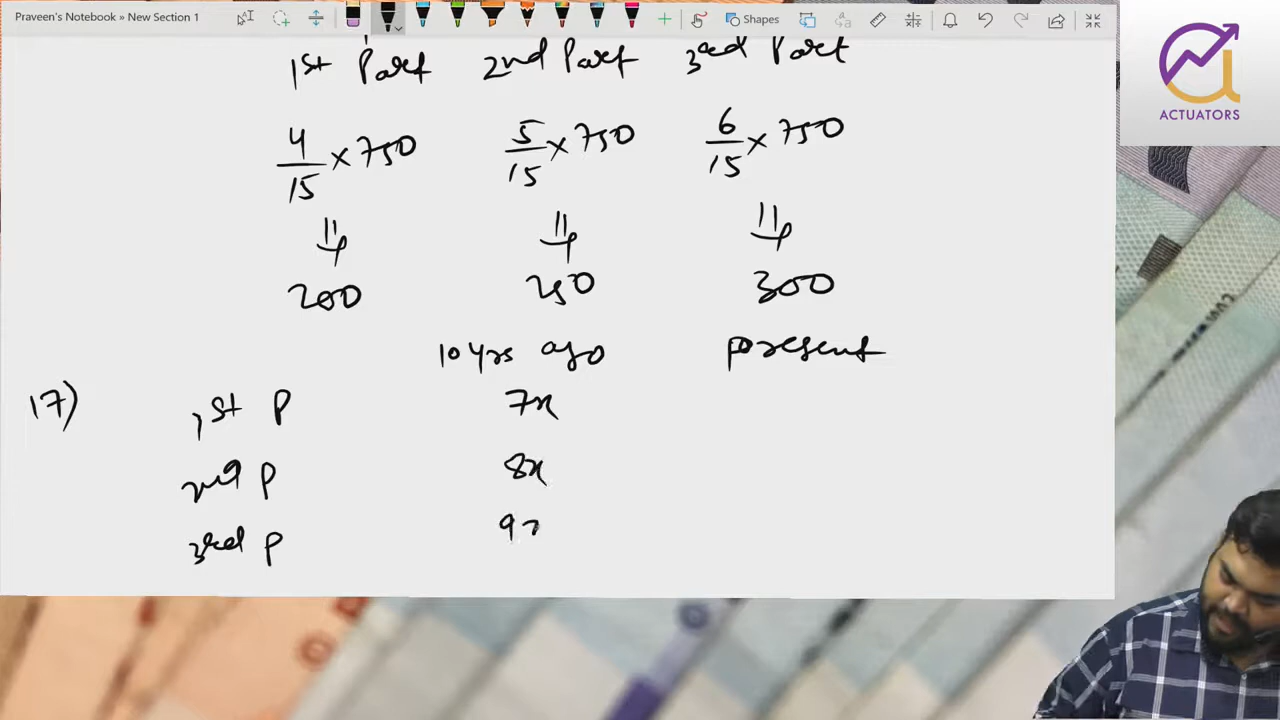 Praveen's Notebook » New Section 1
Shapes
ACTUATORS
1st Part 2nd Part 3rd Part
4/15 × 750 5/15 × 750 6/15 × 750
200 250 300
10 yrs ago present
17) 1st P 7x
2nd P 8x
3rd P 9x